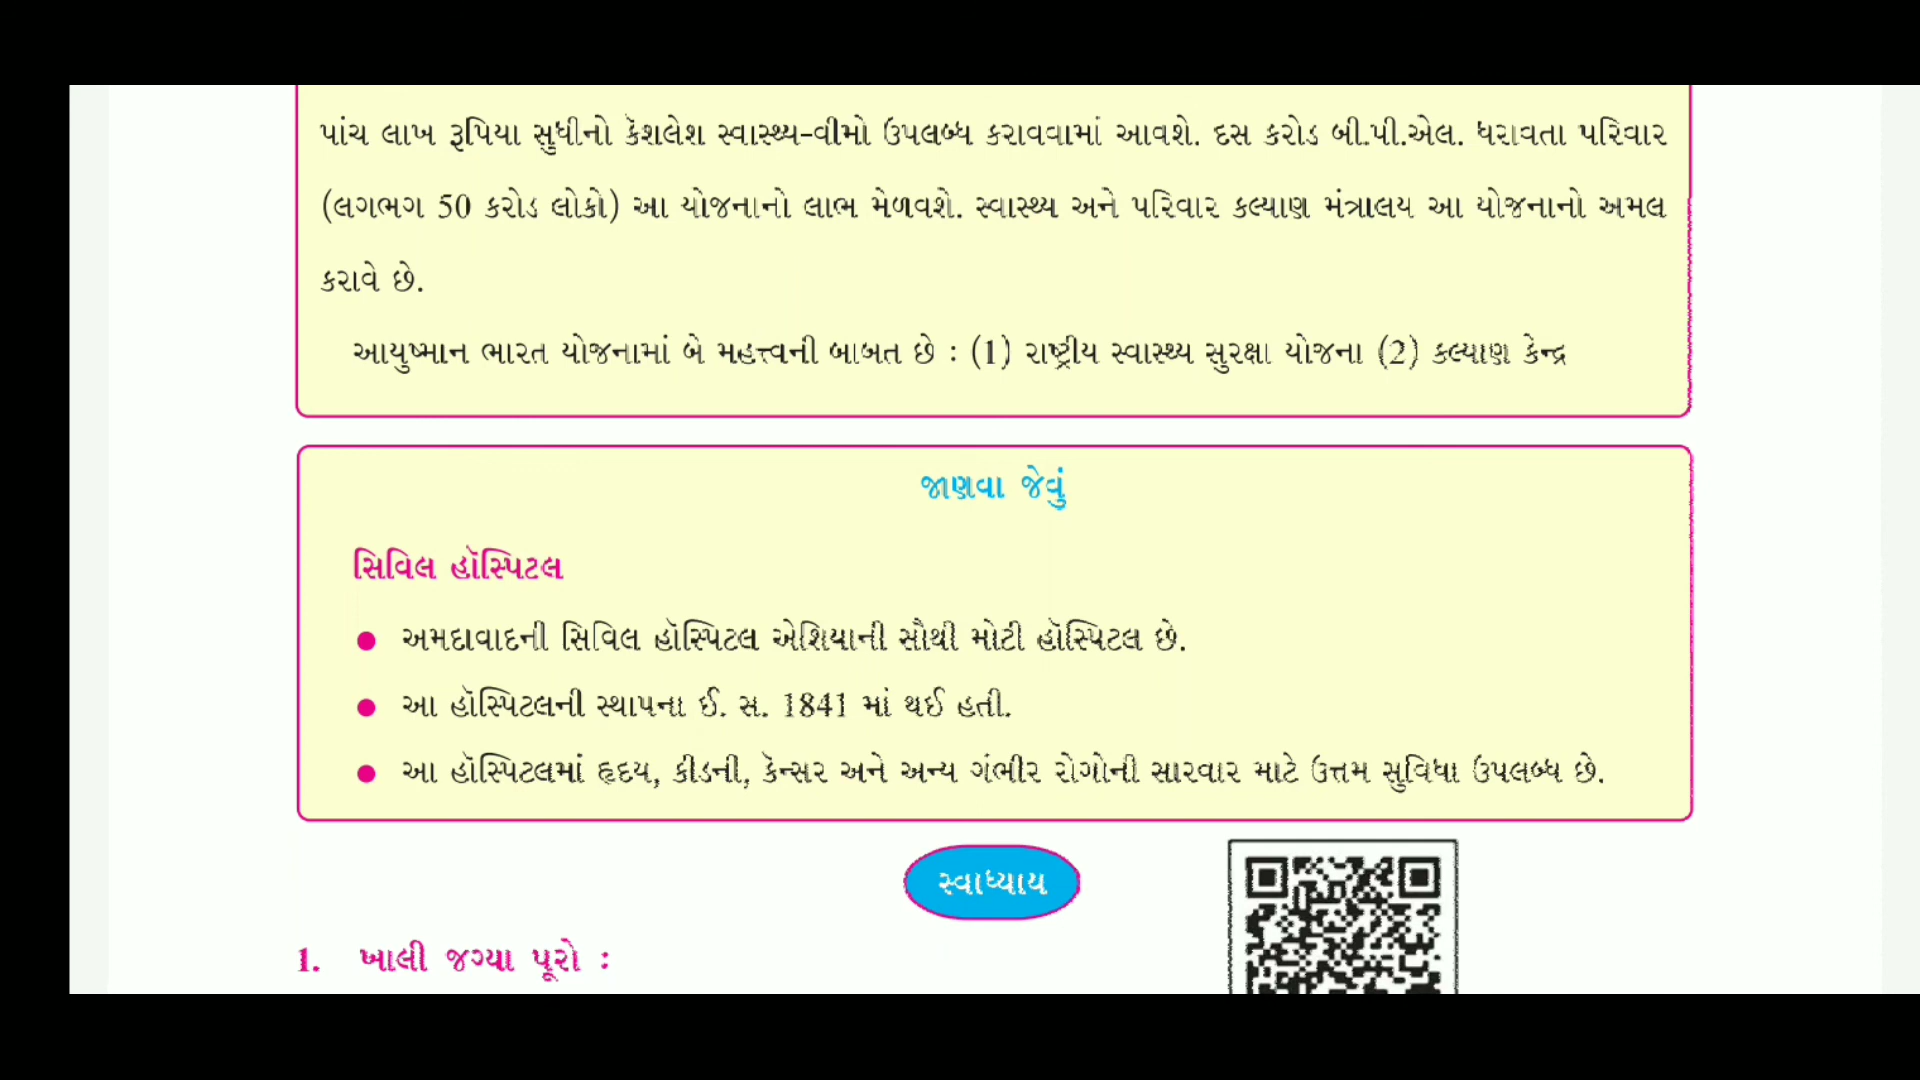 પાંચ લાખ રૂપિયા સુધીનો કૅશલેશ સ્વાસ્થ્ય-વીમો ઉપલબ્ધ કરાવવામાં આવશે. દસ કરોડ બી.પી.એલ. ધરાવતા પરિવાર
(લગભગ 50 કરોડ લોકો) આ યોજનાનો લાભ મેળવશે. સ્વાસ્થ્ય અને પરિવાર કલ્યાણ મંત્રાલય આ યોજનાનો અમલ
કરાવે છે.
આયુષ્માન ભારત યોજનામાં બે મહત્ત્વની બાબત છે : (1) રાષ્ટ્રીય સ્વાસ્થ્ય સુરક્ષા યોજના (2) કલ્યાણ કેન્દ્ર
જાણવા જેવું
સિવિલ હૉસ્પિટલ
● અમદાવાદની સિવિલ હૉસ્પિટલ એશિયાની સૌથી મોટી હૉસ્પિટલ છે.
● આ હૉસ્પિટલની સ્થાપના ઈ. સ. 1841 માં થઈ હતી.
● આ હૉસ્પિટલમાં હૃદય, કીડની, કૅન્સર અને અન્ય ગંભીર રોગોની સારવાર માટે ઉત્તમ સુવિધા ઉપલબ્ધ છે.
સ્વાધ્યાય
1. ખાલી જગ્યા પૂરો :